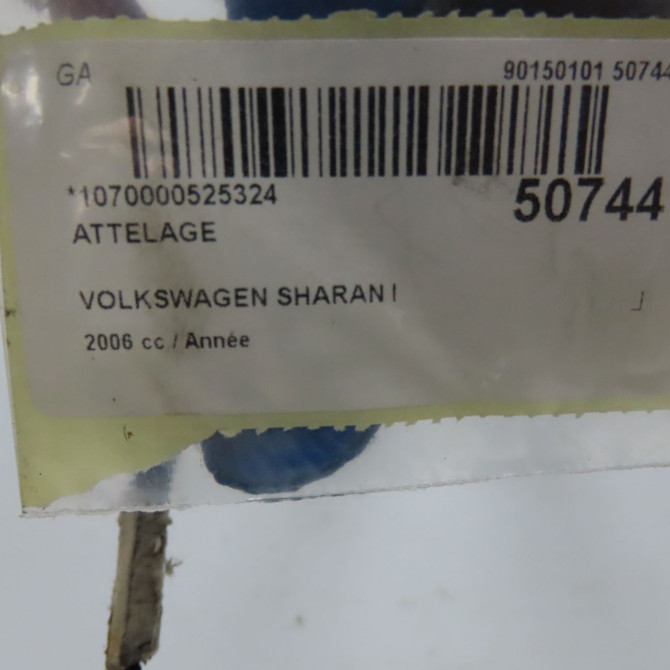 GA
90150101 50744
*1070000525324
50744
ATTELAGE
VOLKSWAGEN SHARAN I
J
2006 cc / Année